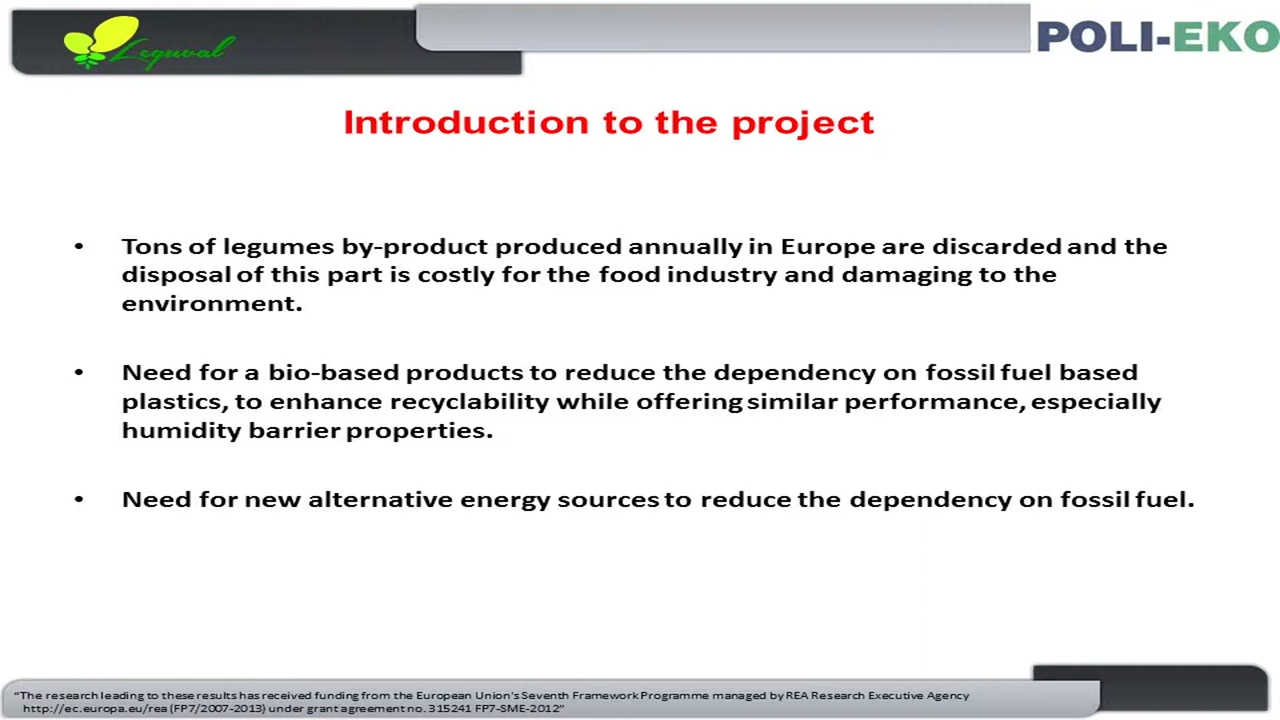 Leguval
POLI-EKO
Introduction to the project
• Tons of legumes by-product produced annually in Europe are discarded and the
disposal of this part is costly for the food industry and damaging to the
environment.
• Need for a bio-based products to reduce the dependency on fossil fuel based
plastics, to enhance recyclability while offering similar performance, especially
humidity barrier properties.
• Need for new alternative energy sources to reduce the dependency on fossil fuel.
"The research leading to these results has received funding from the European Union's Seventh Framework Programme managed by REA Research Executive Agency
http://ec.europa.eu/rea (FP7/2007-2013) under grant agreement no. 315241 FP7-SME-2012"